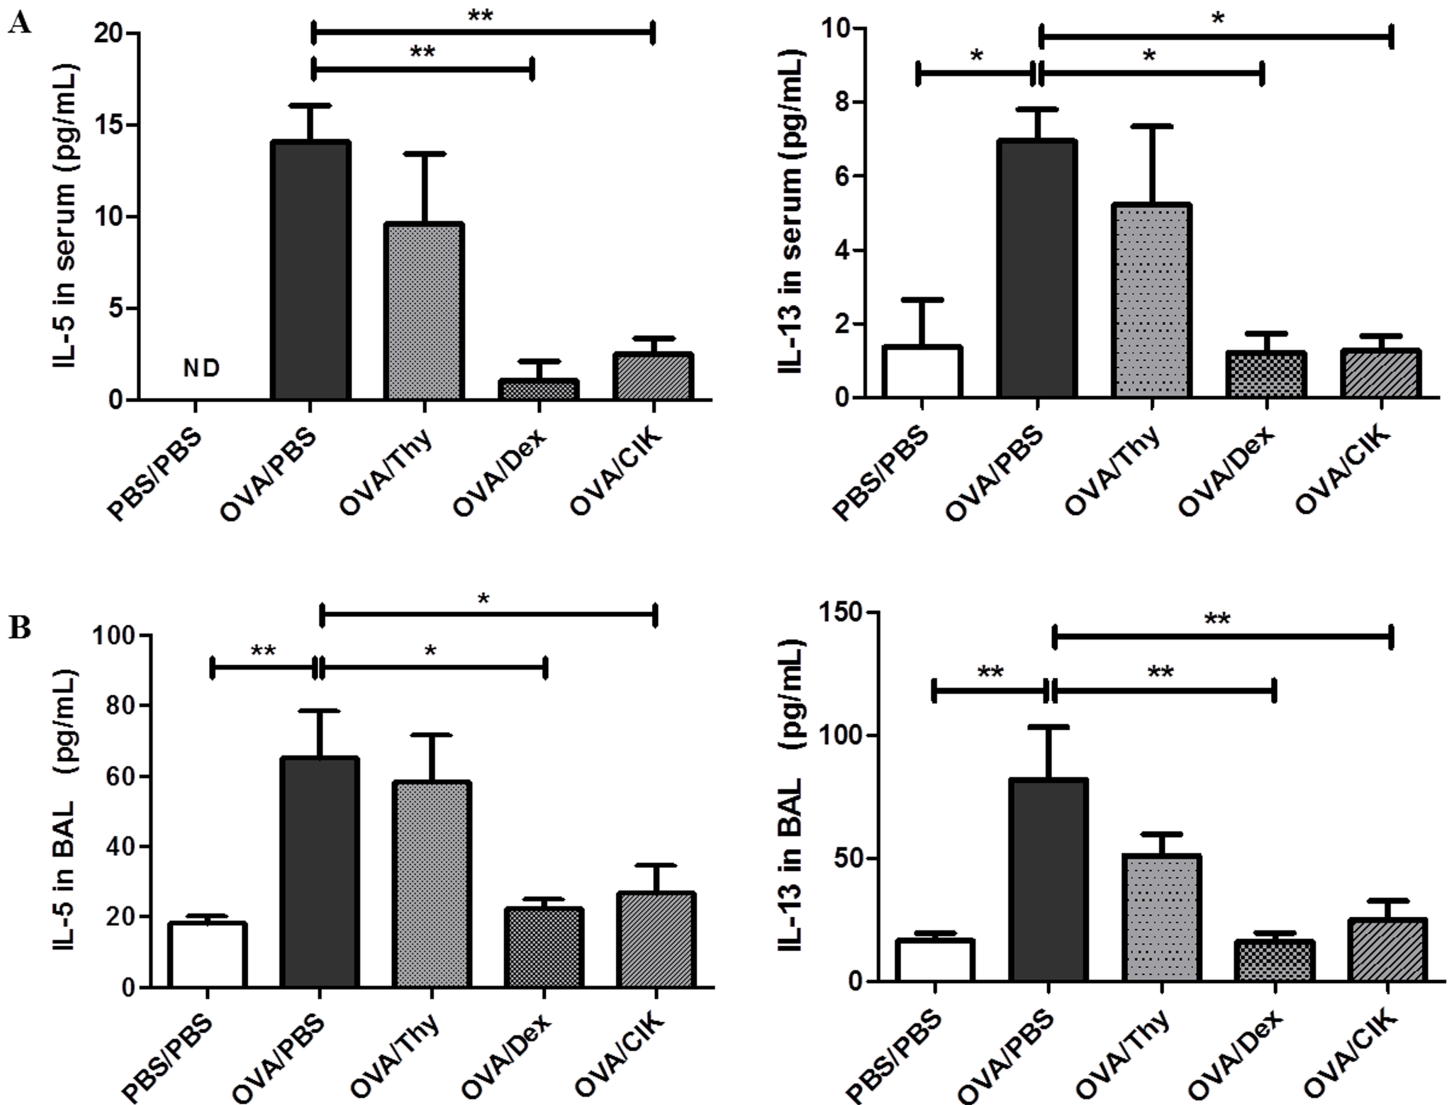 A
IL-5 in serum (pg/mL)
20
15
10
5
0
**
**
ND
PBS/PBS
OVA/PBS
OVA/Thy
OVA/Dex
OVA/CIK
IL-13 in serum (pg/mL)
10
8
6
4
2
0
*
*
*
PBS/PBS
OVA/PBS
OVA/Thy
OVA/Dex
OVA/CIK
B
IL-5 in BAL (pg/mL)
100
80
60
40
20
0
*
**
*
PBS/PBS
OVA/PBS
OVA/Thy
OVA/Dex
OVA/CIK
IL-13 in BAL (pg/mL)
150
100
50
0
**
**
**
PBS/PBS
OVA/PBS
OVA/Thy
OVA/Dex
OVA/CIK